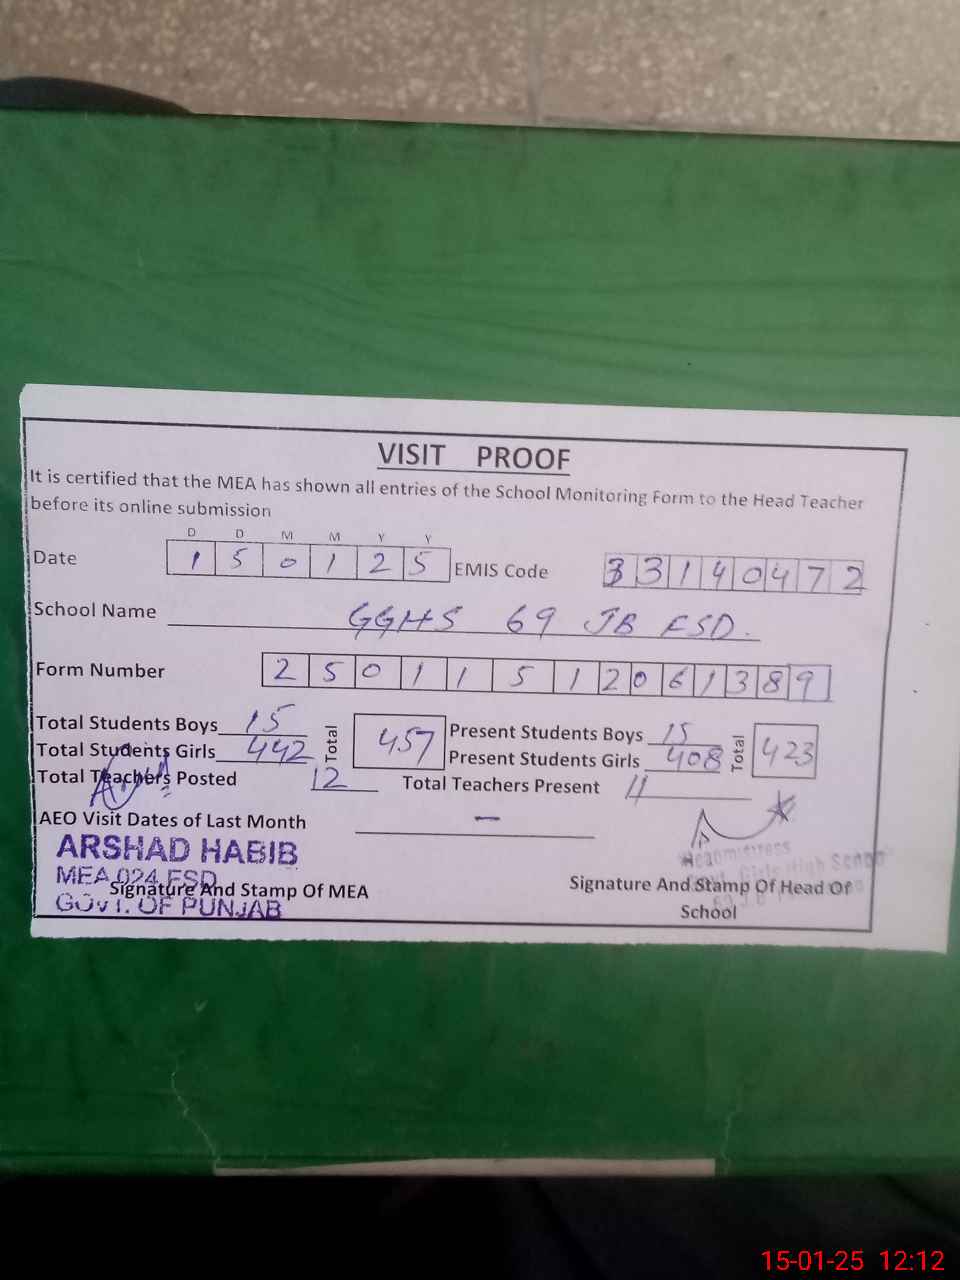 VISIT PROOF
It is certified that the MEA has shown all entries of the School Monitoring Form to the Head Teacher
before its online submission
D D M M Y Y
Date 1 5 0 1 2 5 EMIS Code 3 3 1 4 0 4 7 2
School Name GGHS 69 JB FSD.
Form Number 2 5 0 1 1 5 1 2 0 6 1 3 8 9
Total Students Boys 15 Total 457 Present Students Boys 15 Total 423
Total Students Girls 442 Present Students Girls 408
Total Teachers Posted 12 Total Teachers Present 11
AEO Visit Dates of Last Month —
ARSHAD HABIB
MEA 024 FSD
GOVT. OF PUNJAB
Signature And Stamp Of MEA
Headmistress
Govt. Girls High School
Signature And Stamp Of Head Of
School
15-01-25 12:12